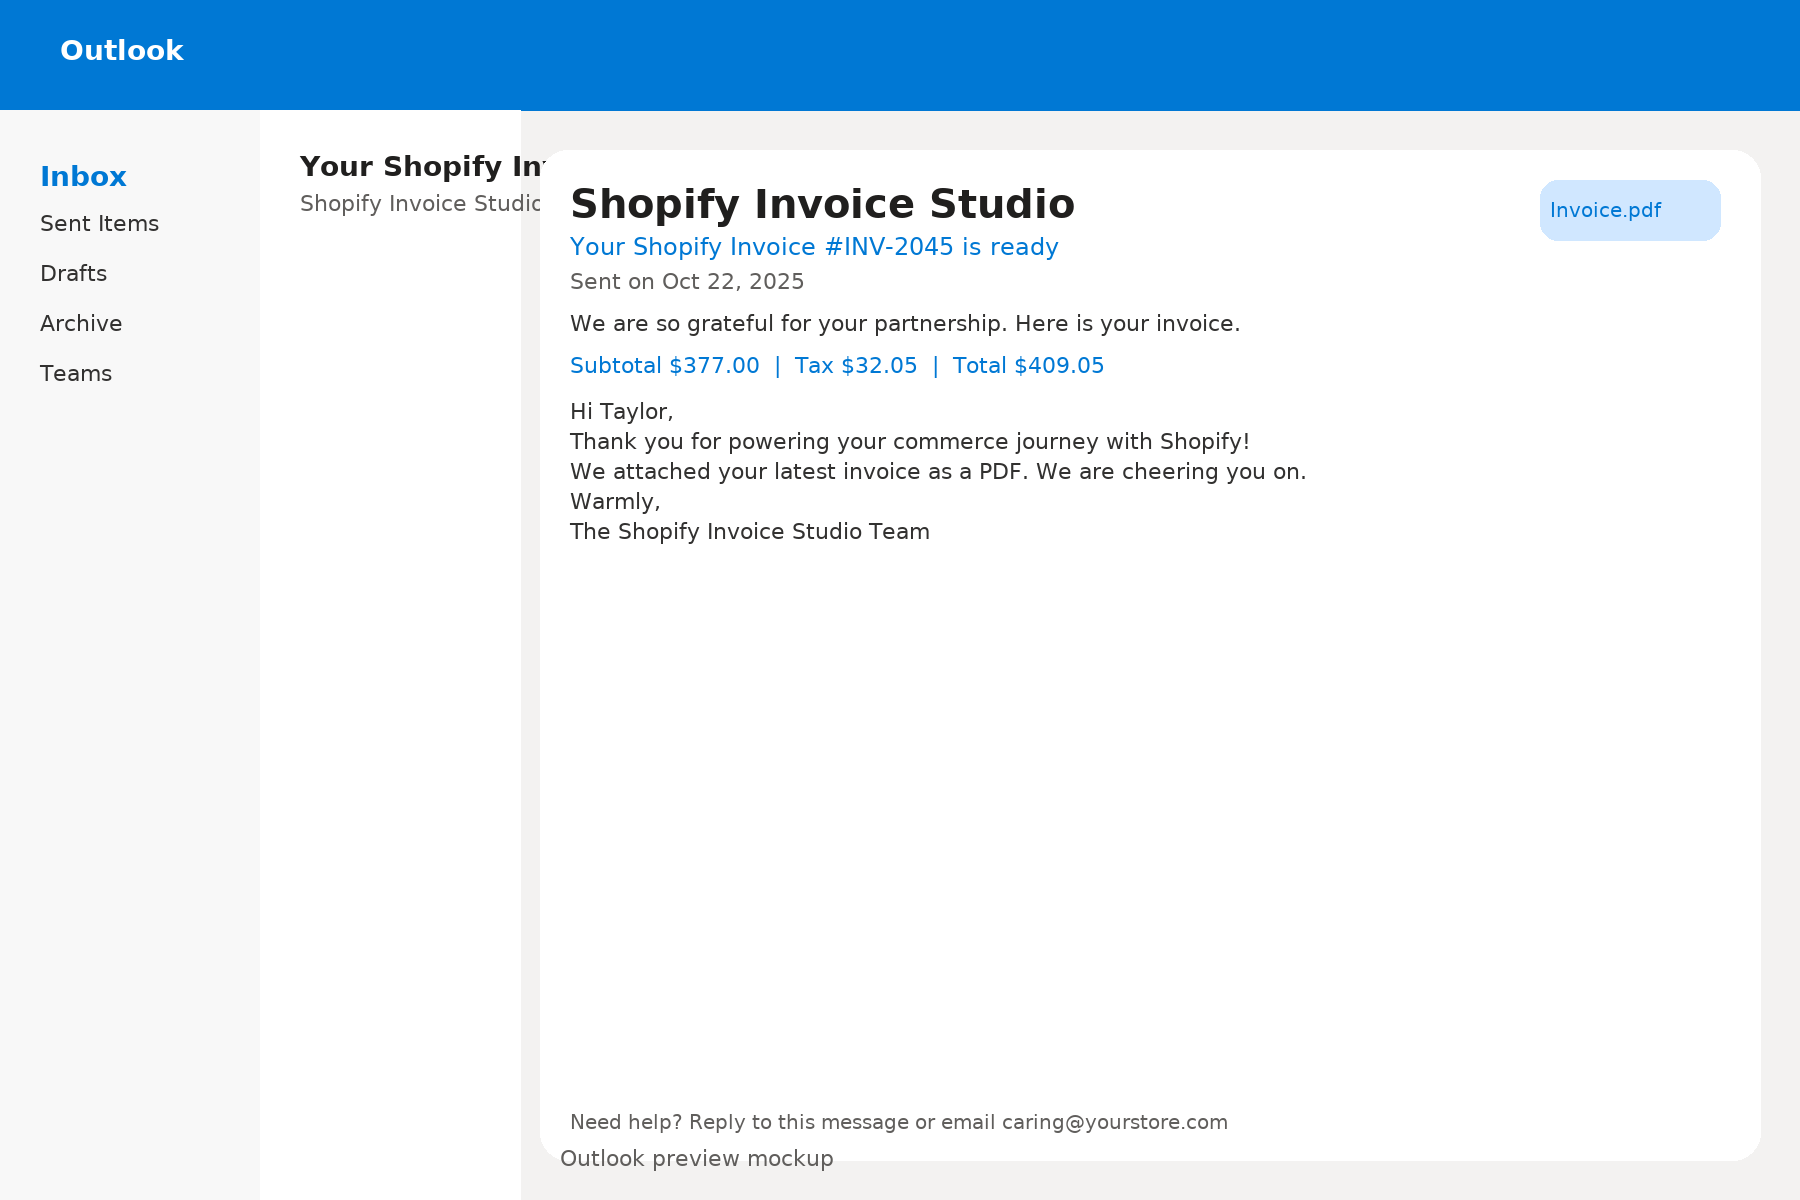 Outlook
Inbox
Sent Items
Drafts
Archive
Teams
Your Shopify In
Shopify Invoice Studio
Shopify Invoice Studio
Your Shopify Invoice #INV-2045 is ready
Sent on Oct 22, 2025
Invoice.pdf
We are so grateful for your partnership. Here is your invoice.
Subtotal $377.00 | Tax $32.05 | Total $409.05
Hi Taylor,
Thank you for powering your commerce journey with Shopify!
We attached your latest invoice as a PDF. We are cheering you on.
Warmly,
The Shopify Invoice Studio Team
Need help? Reply to this message or email caring@yourstore.com
Outlook preview mockup